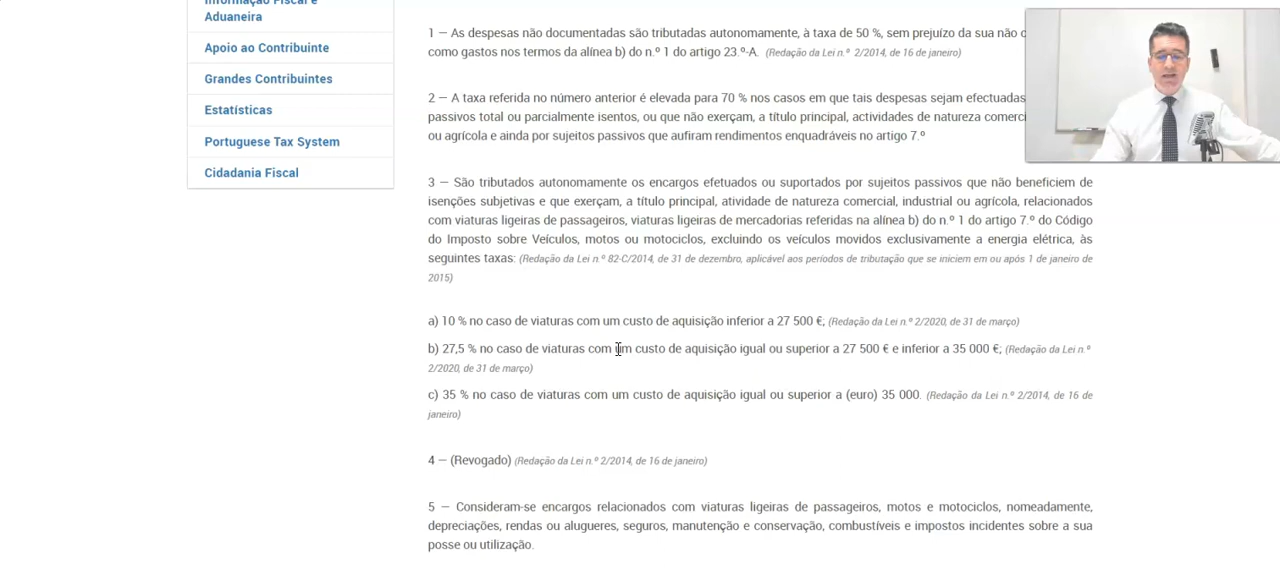 Aduaneira
Apoio ao Contribuinte
Grandes Contribuintes
Estatísticas
Portuguese Tax System
Cidadania Fiscal
1 — As despesas não documentadas são tributadas autonomamente, à taxa de 50 %, sem prejuízo da sua não
como gastos nos termos da alínea b) do n.º 1 do artigo 23.º-A. (Redação da Lei n.º 2/2014, de 16 de janeiro)
2 — A taxa referida no número anterior é elevada para 70 % nos casos em que tais despesas sejam efectuadas
passivos total ou parcialmente isentos, ou que não exerçam, a título principal, actividades de natureza
ou agrícola e ainda por sujeitos passivos que aufiram rendimentos enquadráveis no artigo 7.º
3 — São tributados autonomamente os encargos efetuados ou suportados por sujeitos passivos que não beneficiem de
isenções subjetivas e que exerçam, a título principal, atividade de natureza comercial, industrial ou agrícola, relacionados
com viaturas ligeiras de passageiros, viaturas ligeiras de mercadorias referidas na alínea b) do n.º 1 do artigo 7.º do Código
do Imposto sobre Veículos, motos ou motociclos, excluindo os veículos movidos exclusivamente a energia elétrica, às
seguintes taxas: (Redação da Lei n.º 82-C/2014, de 31 de dezembro, aplicável aos períodos de tributação que se iniciem em ou após 1 de janeiro de
2015)
a) 10 % no caso de viaturas com um custo de aquisição inferior a 27 500 €; (Redação da Lei n.º 2/2020, de 31 de março)
b) 27,5 % no caso de viaturas com um custo de aquisição igual ou superior a 27 500 € e inferior a 35 000 €; (Redação da Lei n.º
2/2020, de 31 de março)
c) 35 % no caso de viaturas com um custo de aquisição igual ou superior a (euro) 35 000. (Redação da Lei n.º 2/2014, de 16 de
janeiro)
4 — (Revogado) (Redação da Lei n.º 2/2014, de 16 de janeiro)
5 — Consideram-se encargos relacionados com viaturas ligeiras de passageiros, motos e motociclos, nomeadamente,
depreciações, rendas ou alugueres, seguros, manutenção e conservação, combustíveis e impostos incidentes sobre a sua
posse ou utilização.